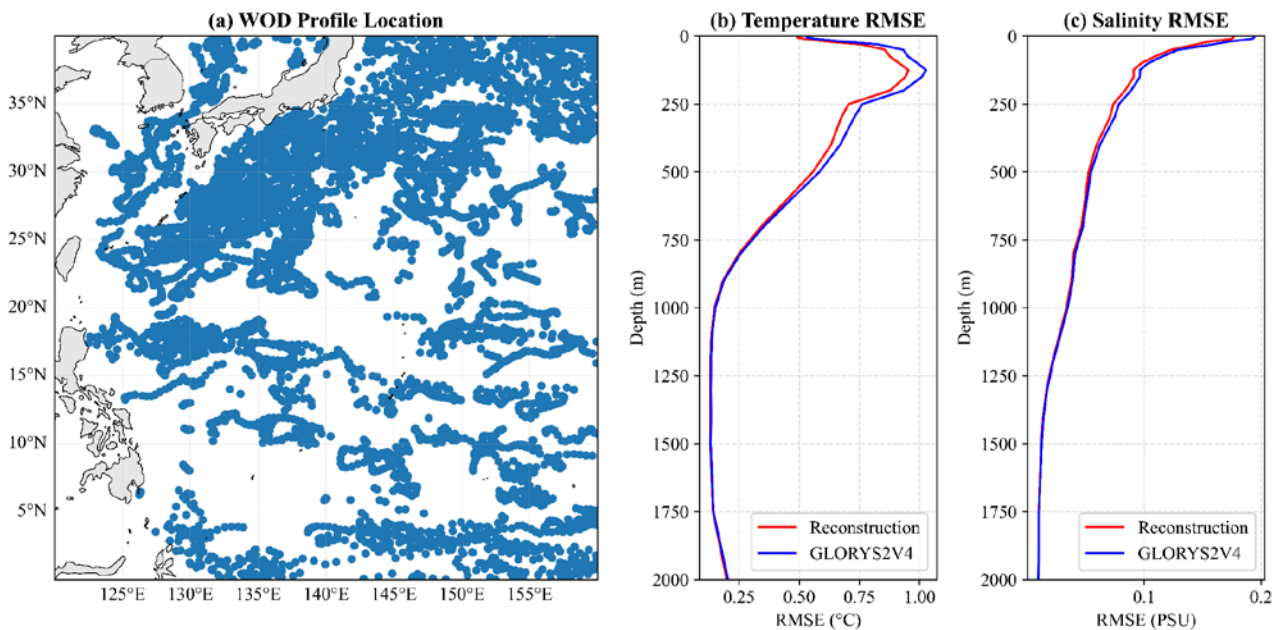 (a) WOD Profile Location
35°N
30°N
25°N
20°N
15°N
10°N
5°N
125°E 130°E 135°E 140°E 145°E 150°E 155°E
(b) Temperature RMSE
0
250
500
750
1000
1250
1500
1750
2000
Depth (m)
Reconstruction
GLORYS2V4
0.25 0.50 0.75 1.00
RMSE (°C)
(c) Salinity RMSE
0
250
500
750
1000
1250
1500
1750
2000
Depth (m)
Reconstruction
GLORYS2V4
0.1 0.2
RMSE (PSU)